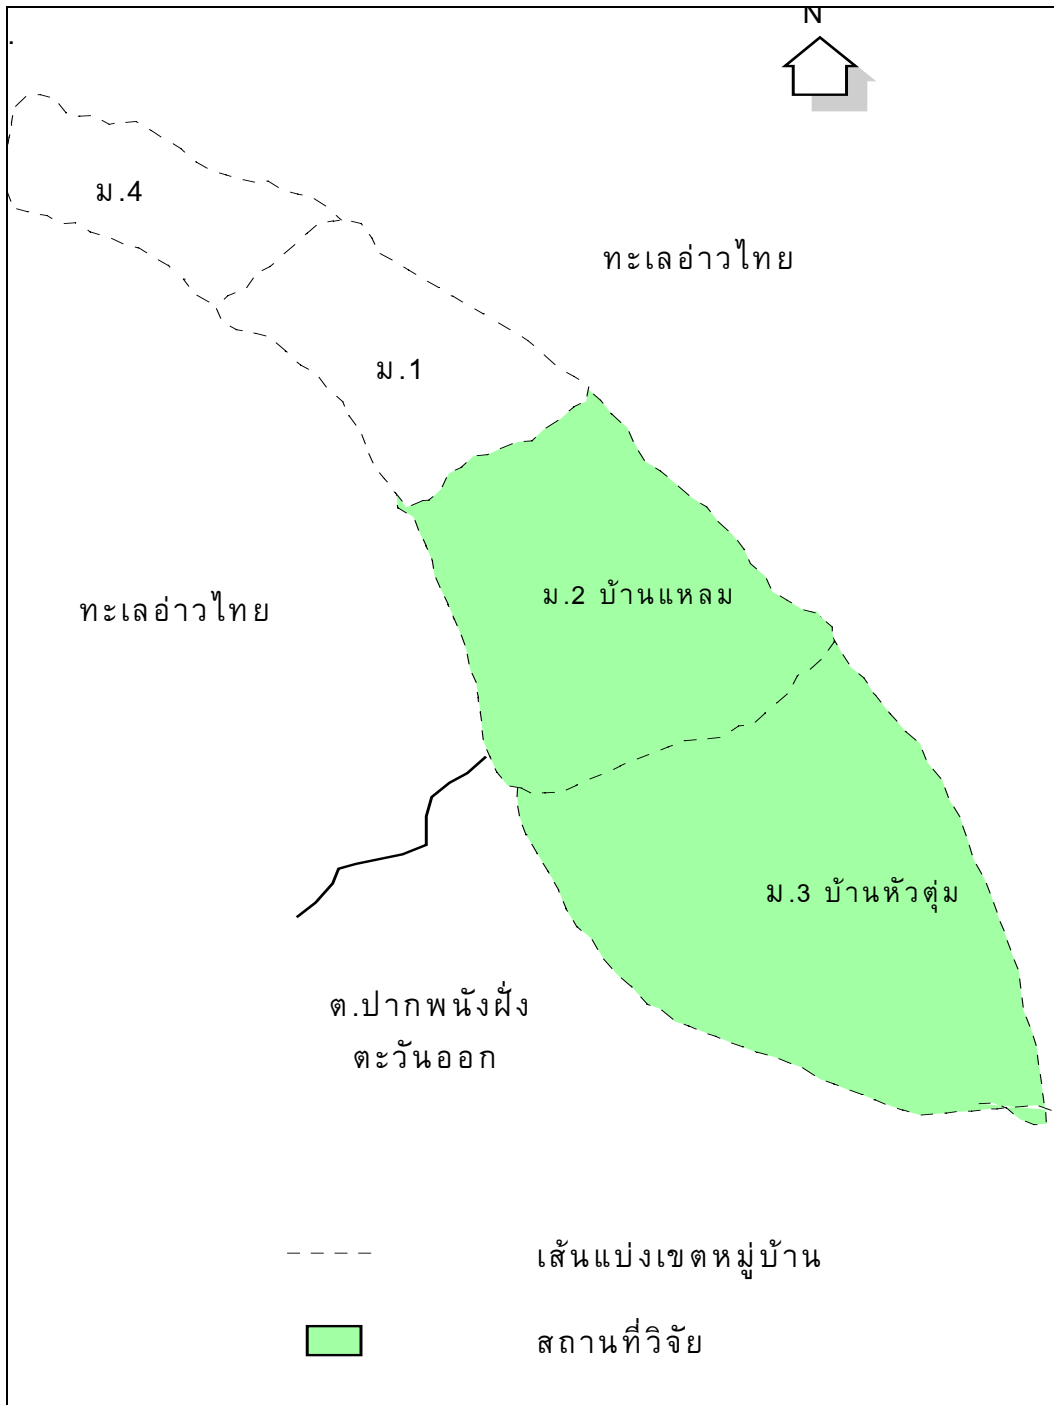 N
ม.4
ทะเลอ่าวไทย
ม.1
ม.2 บ้านแหลม
ทะเลอ่าวไทย
ม.3 บ้านหัวตุ่ม
ต.ปากพนังฝั่ง
ตะวันออก
เส้นแบ่งเขตหมู่บ้าน
สถานที่วิจัย